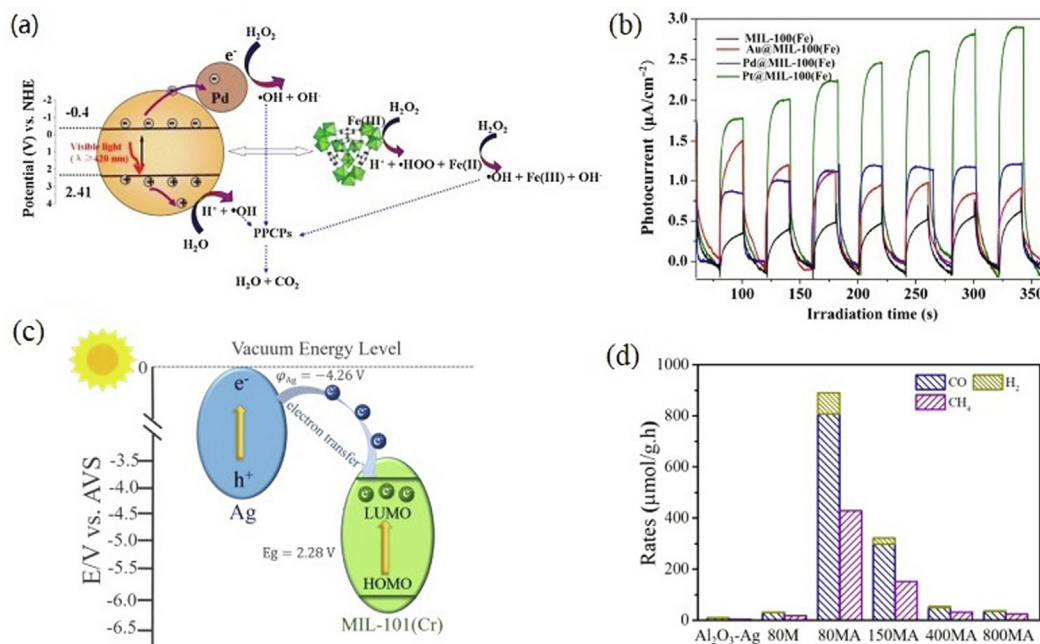 (a)
H₂O₂
e⁻
Pd
•OH + OH⁻
Potential (V) vs. NHE
-2
-1
0
1
2
3
4
-0.4
2.41
Visible light
(λ ≥ 420 nm)
H₂O
H⁺ + •OH
Fe(III)
H₂O₂
H⁺ + •HOO + Fe(II)
H₂O₂
•OH + Fe(III) + OH⁻
PPCPs
H₂O + CO₂
(b)
MIL-100(Fe)
Au@MIL-100(Fe)
Pd@MIL-100(Fe)
Pt@MIL-100(Fe)
Photocurrent (μA/cm⁻²)
3.0
2.5
2.0
1.5
1.0
0.5
0.0
100 150 200 250 300 350
Irradiation time (s)
(c)
Vacuum Energy Level
0
-3.5
-4.0
-4.5
-5.0
-5.5
-6.0
-6.5
E/V vs. AVS
e⁻
h⁺
Ag
φAg = −4.26 V
electron transfer
e⁻
e⁻
e⁻
e⁻ e⁻ e⁻
LUMO
HOMO
Eg = 2.28 V
MIL-101(Cr)
(d)
CO H₂
CH₄
Rates (μmol/g.h)
1000
800
600
400
200
0
Al₂O₃-Ag 80M 80MA 150MA 400MA 800MA